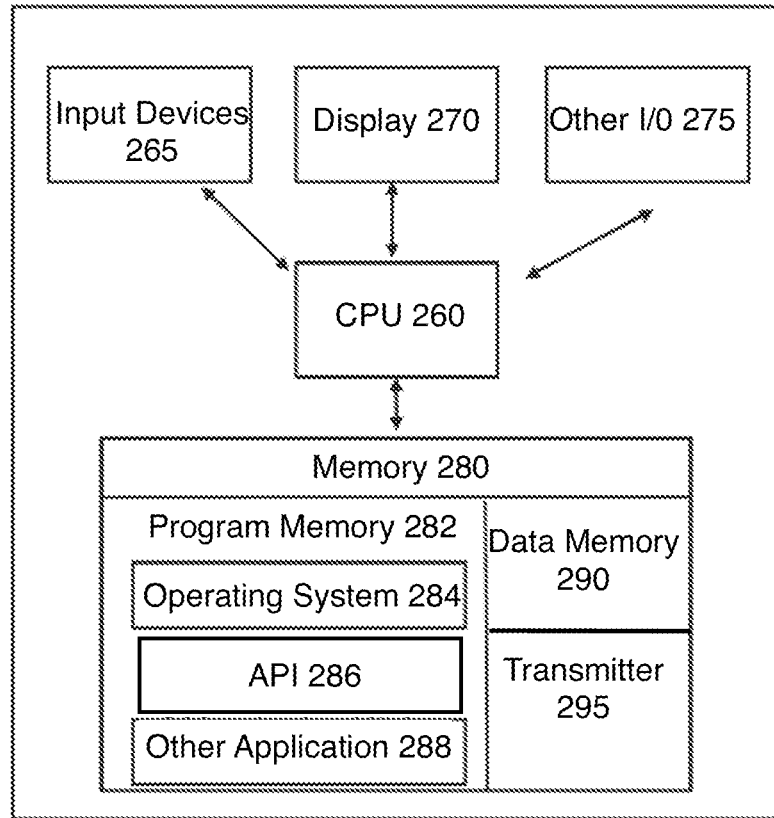 Input Devices
265
Display 270
Other I/0 275
CPU 260
Memory 280
Program Memory 282
Operating System 284
API 286
Other Application 288
Data Memory
290
Transmitter
295